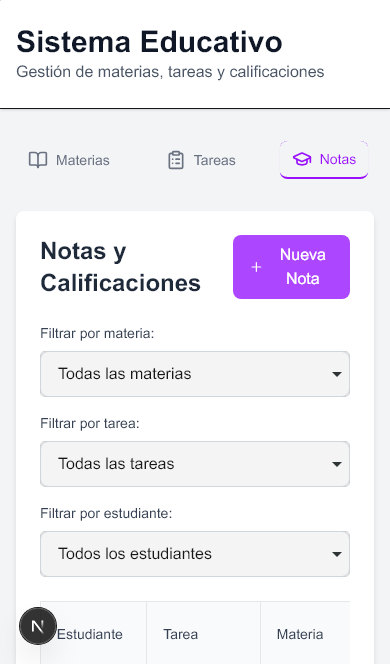 Sistema Educativo
Gestión de materias, tareas y calificaciones
Materias
Tareas
Notas
Notas y
Calificaciones
+ Nueva
Nota
Filtrar por materia:
Todas las materias
Filtrar por tarea:
Todas las tareas
Filtrar por estudiante:
Todos los estudiantes
N
Estudiante
Tarea
Materia